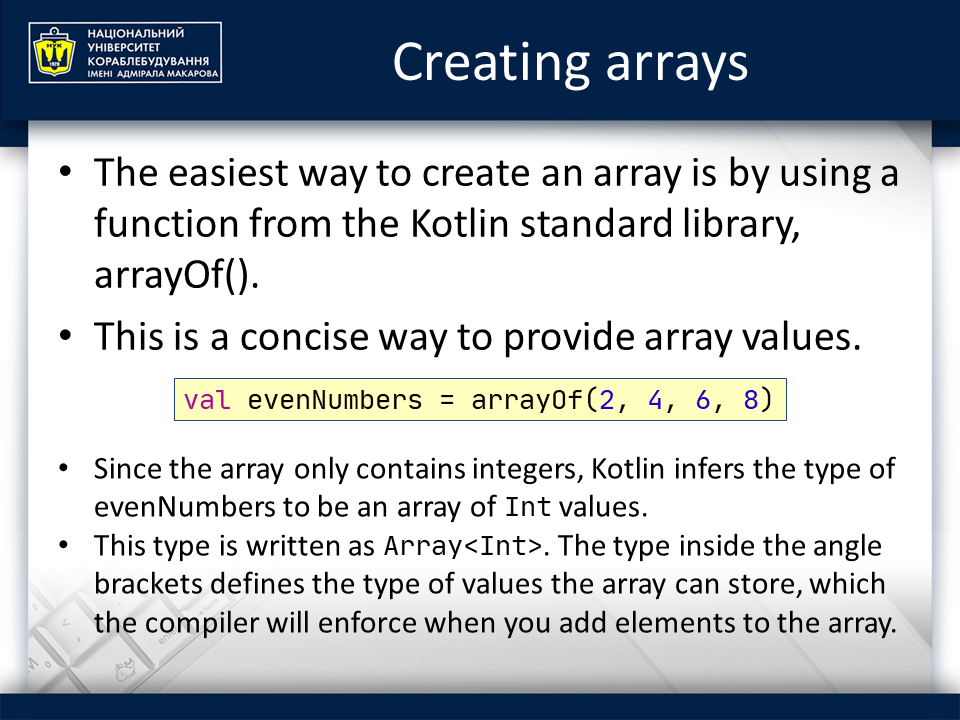 НАЦІОНАЛЬНИЙ
УНІВЕРСИТЕТ
КОРАБЛЕБУДУВАННЯ
ІМЕНІ АДМІРАЛА МАКАРОВА
НУК
1920
Creating arrays
• The easiest way to create an array is by using a
function from the Kotlin standard library,
arrayOf().
• This is a concise way to provide array values.
val evenNumbers = arrayOf(2, 4, 6, 8)
• Since the array only contains integers, Kotlin infers the type of
evenNumbers to be an array of Int values.
• This type is written as Array<Int>. The type inside the angle
brackets defines the type of values the array can store, which
the compiler will enforce when you add elements to the array.